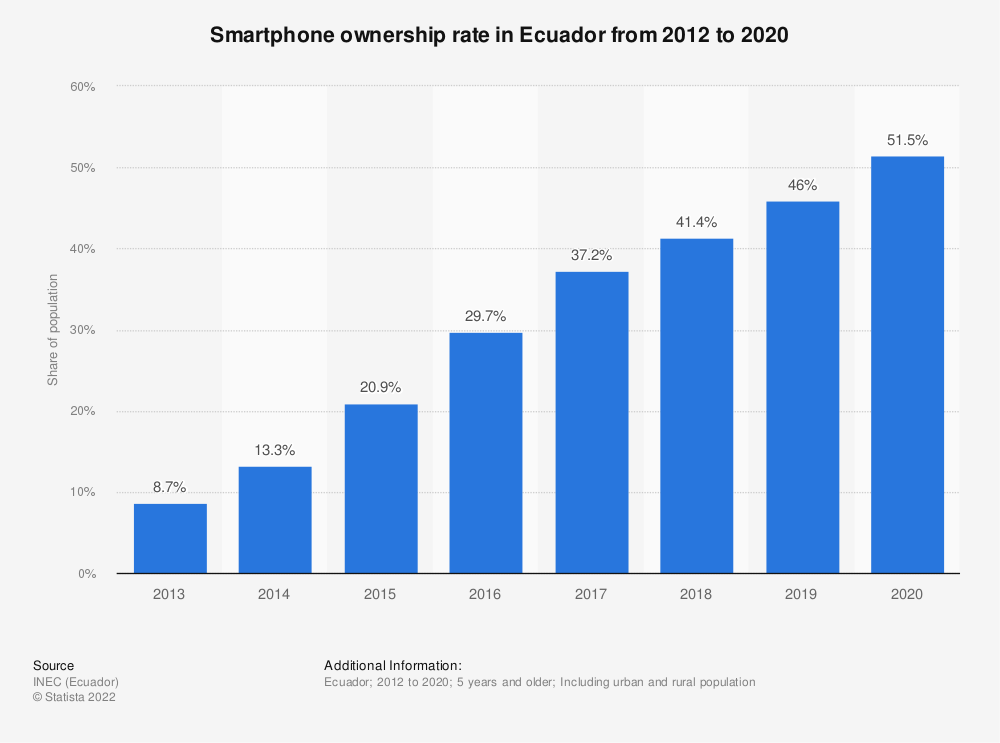 Smartphone ownership rate in Ecuador from 2012 to 2020
60%
50%
40%
30%
20%
10%
0%
Share of population
8.7%
13.3%
20.9%
29.7%
37.2%
41.4%
46%
51.5%
2013 2014 2015 2016 2017 2018 2019 2020
Source
INEC (Ecuador)
© Statista 2022
Additional Information:
Ecuador; 2012 to 2020; 5 years and older; Including urban and rural population